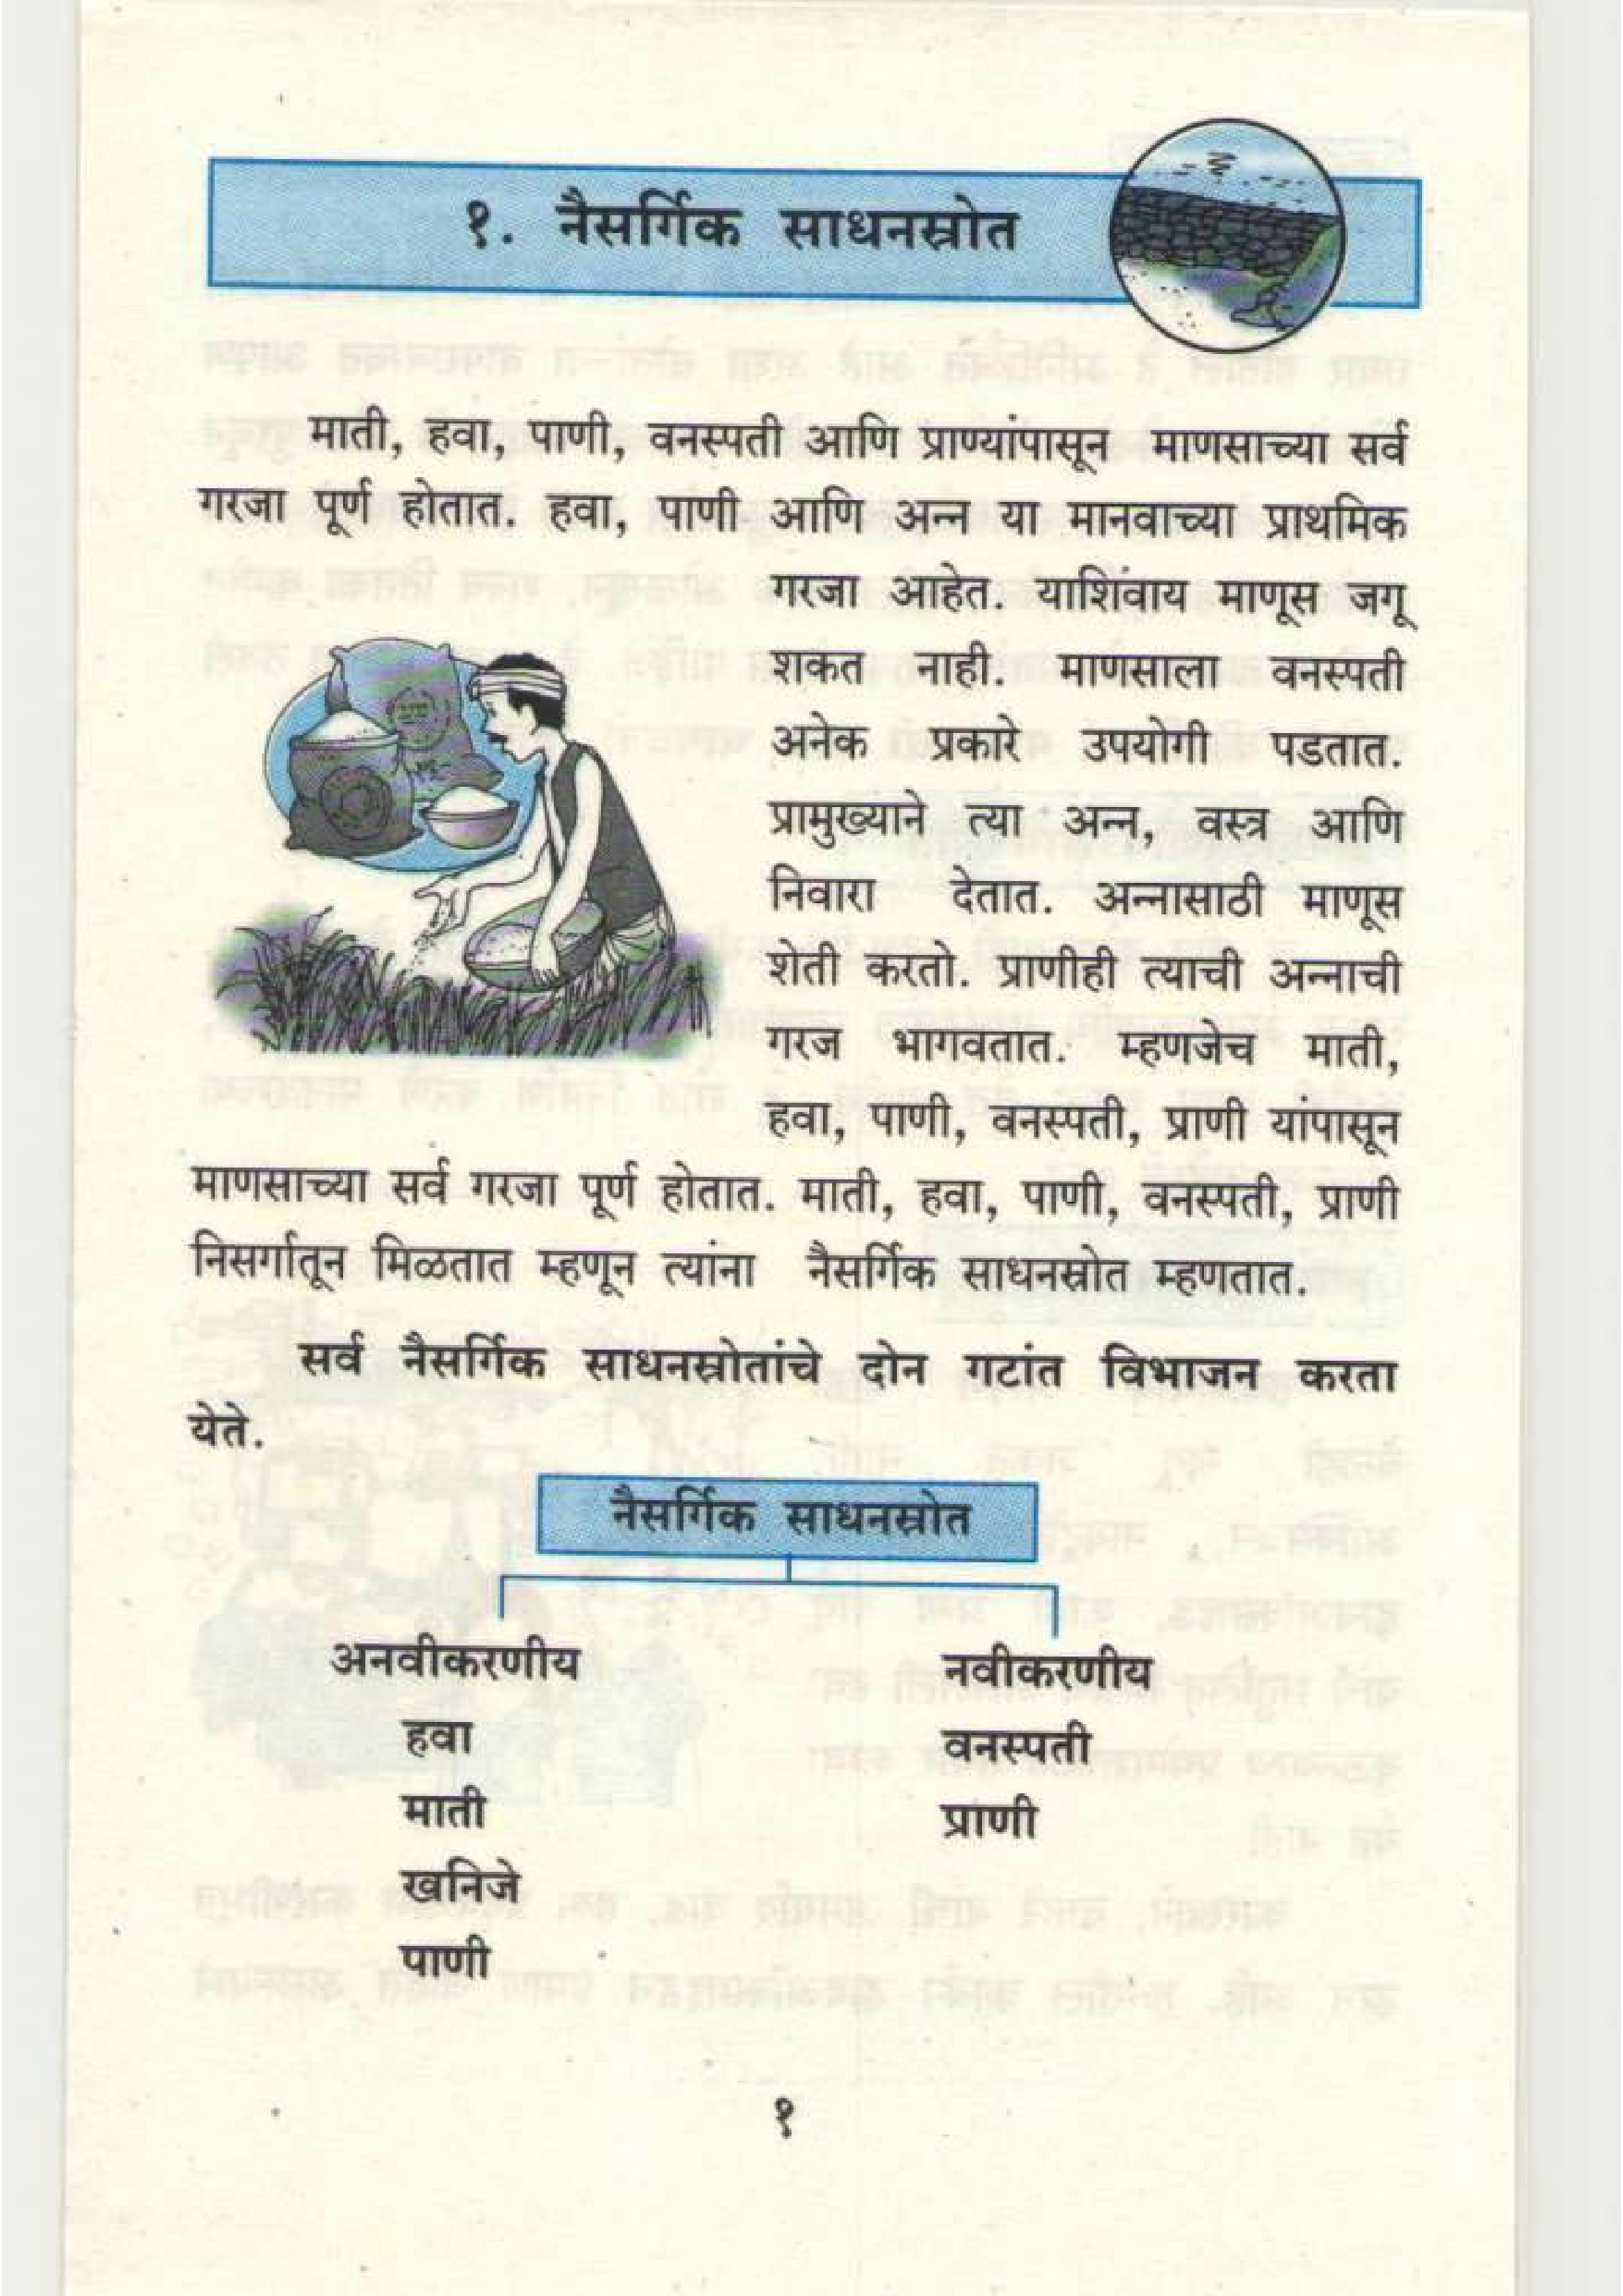 १. नैसर्गिक साधनस्रोत
माती, हवा, पाणी, वनस्पती आणि प्राण्यांपासून माणसाच्या सर्व
गरजा पूर्ण होतात. हवा, पाणी आणि अन्न या मानवाच्या प्राथमिक
गरजा आहेत. याशिंवाय माणूस जगू
शकत नाही. माणसाला वनस्पती
अनेक प्रकारे उपयोगी पडतात.
प्रामुख्याने त्या अन्न, वस्त्र आणि
निवारा देतात. अन्नासाठी माणूस
शेती करतो. प्राणीही त्याची अन्नाची
गरज भागवतात. म्हणजेच माती,
हवा, पाणी, वनस्पती, प्राणी यांपासून
माणसाच्या सर्व गरजा पूर्ण होतात. माती, हवा, पाणी, वनस्पती, प्राणी
निसर्गातून मिळतात म्हणून त्यांना नैसर्गिक साधनस्रोत म्हणतात.
सर्व नैसर्गिक साधनस्रोतांचे दोन गटांत विभाजन करता
येते.
नैसर्गिक साधनस्रोत
अनवीकरणीय
हवा
माती
खनिजे
पाणी
नवीकरणीय
वनस्पती
प्राणी
१